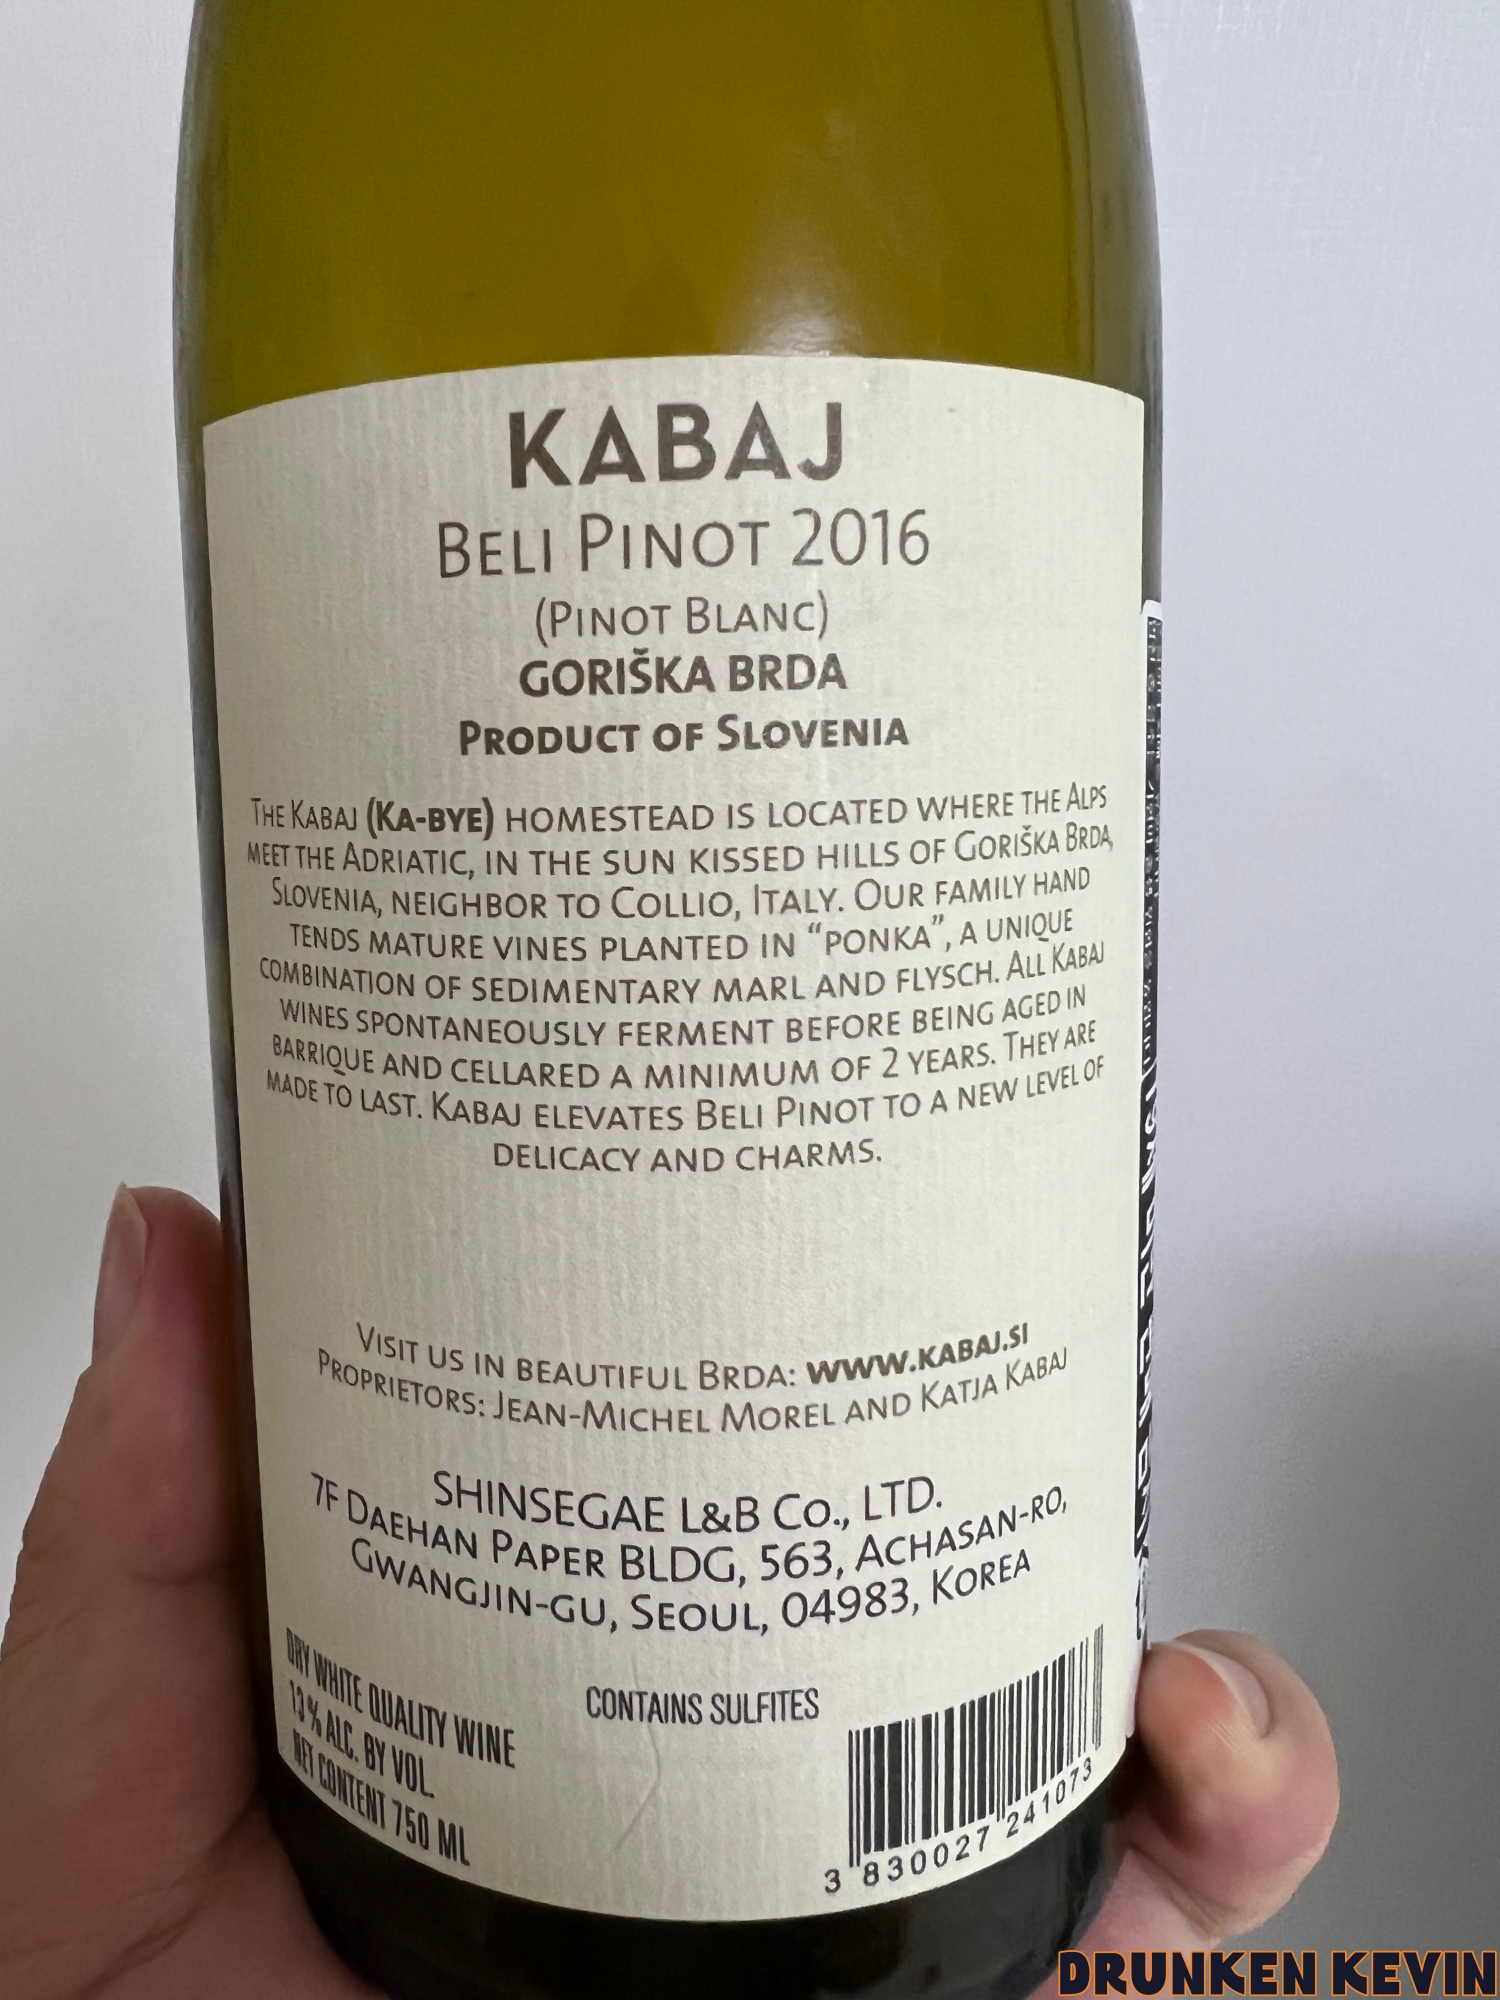 KABAJ
BELI PINOT 2016
(PINOT BLANC)
GORIŠKA BRDA
PRODUCT OF SLOVENIA
THE KABAJ (KA-BYE) HOMESTEAD IS LOCATED WHERE THE ALPS
MEET THE ADRIATIC, IN THE SUN KISSED HILLS OF GORIŠKA BRDA,
SLOVENIA, NEIGHBOR TO COLLIO, ITALY. OUR FAMILY HAND
TENDS MATURE VINES PLANTED IN “PONKA”, A UNIQUE
COMBINATION OF SEDIMENTARY MARL AND FLYSCH. ALL KABAJ
WINES SPONTANEOUSLY FERMENT BEFORE BEING AGED IN
BARRIQUE AND CELLARED A MINIMUM OF 2 YEARS. THEY ARE
MADE TO LAST. KABAJ ELEVATES BELI PINOT TO A NEW LEVEL OF
DELICACY AND CHARMS.
VISIT US IN BEAUTIFUL BRDA: WWW.KABAJ.SI
PROPRIETORS: JEAN-MICHEL MOREL AND KATJA KABAJ
SHINSEGAE L&B CO., LTD.
7F DAEHAN PAPER BLDG, 563, ACHASAN-RO,
GWANGJIN-GU, SEOUL, 04983, KOREA
DRY WHITE QUALITY WINE
13% ALC. BY VOL.
NET CONTENT 750 ML
CONTAINS SULFITES
3 830027 241073
DRUNKEN KEVIN